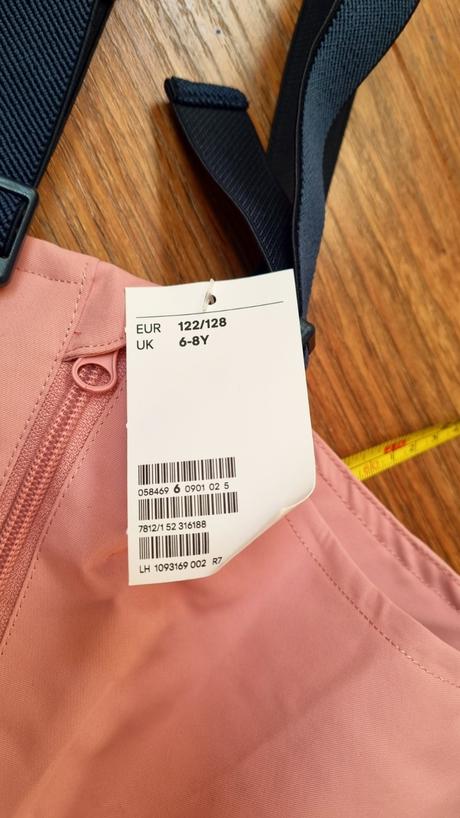 EUR 122/128
UK 6-8Y
058469 6 0901 02 5
7812/1 52 316188
LH 1093169 002 R7